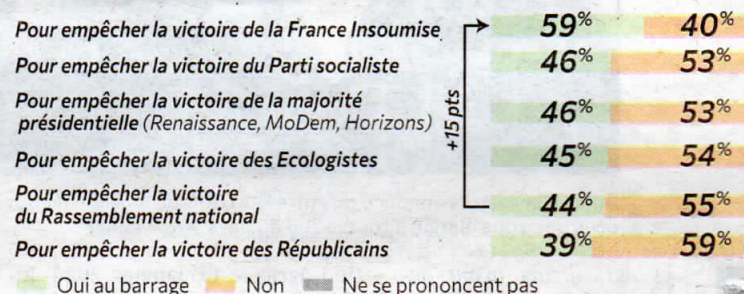 Pour empêcher la victoire de la France Insoumise 59% 40%
Pour empêcher la victoire du Parti socialiste 46% 53%
Pour empêcher la victoire de la majorité
présidentielle (Renaissance, MoDem, Horizons) 46% 53%
Pour empêcher la victoire des Ecologistes 45% 54%
+15 pts
Pour empêcher la victoire
du Rassemblement national 44% 55%
Pour empêcher la victoire des Républicains 39% 59%
Oui au barrage Non Ne se prononcent pas